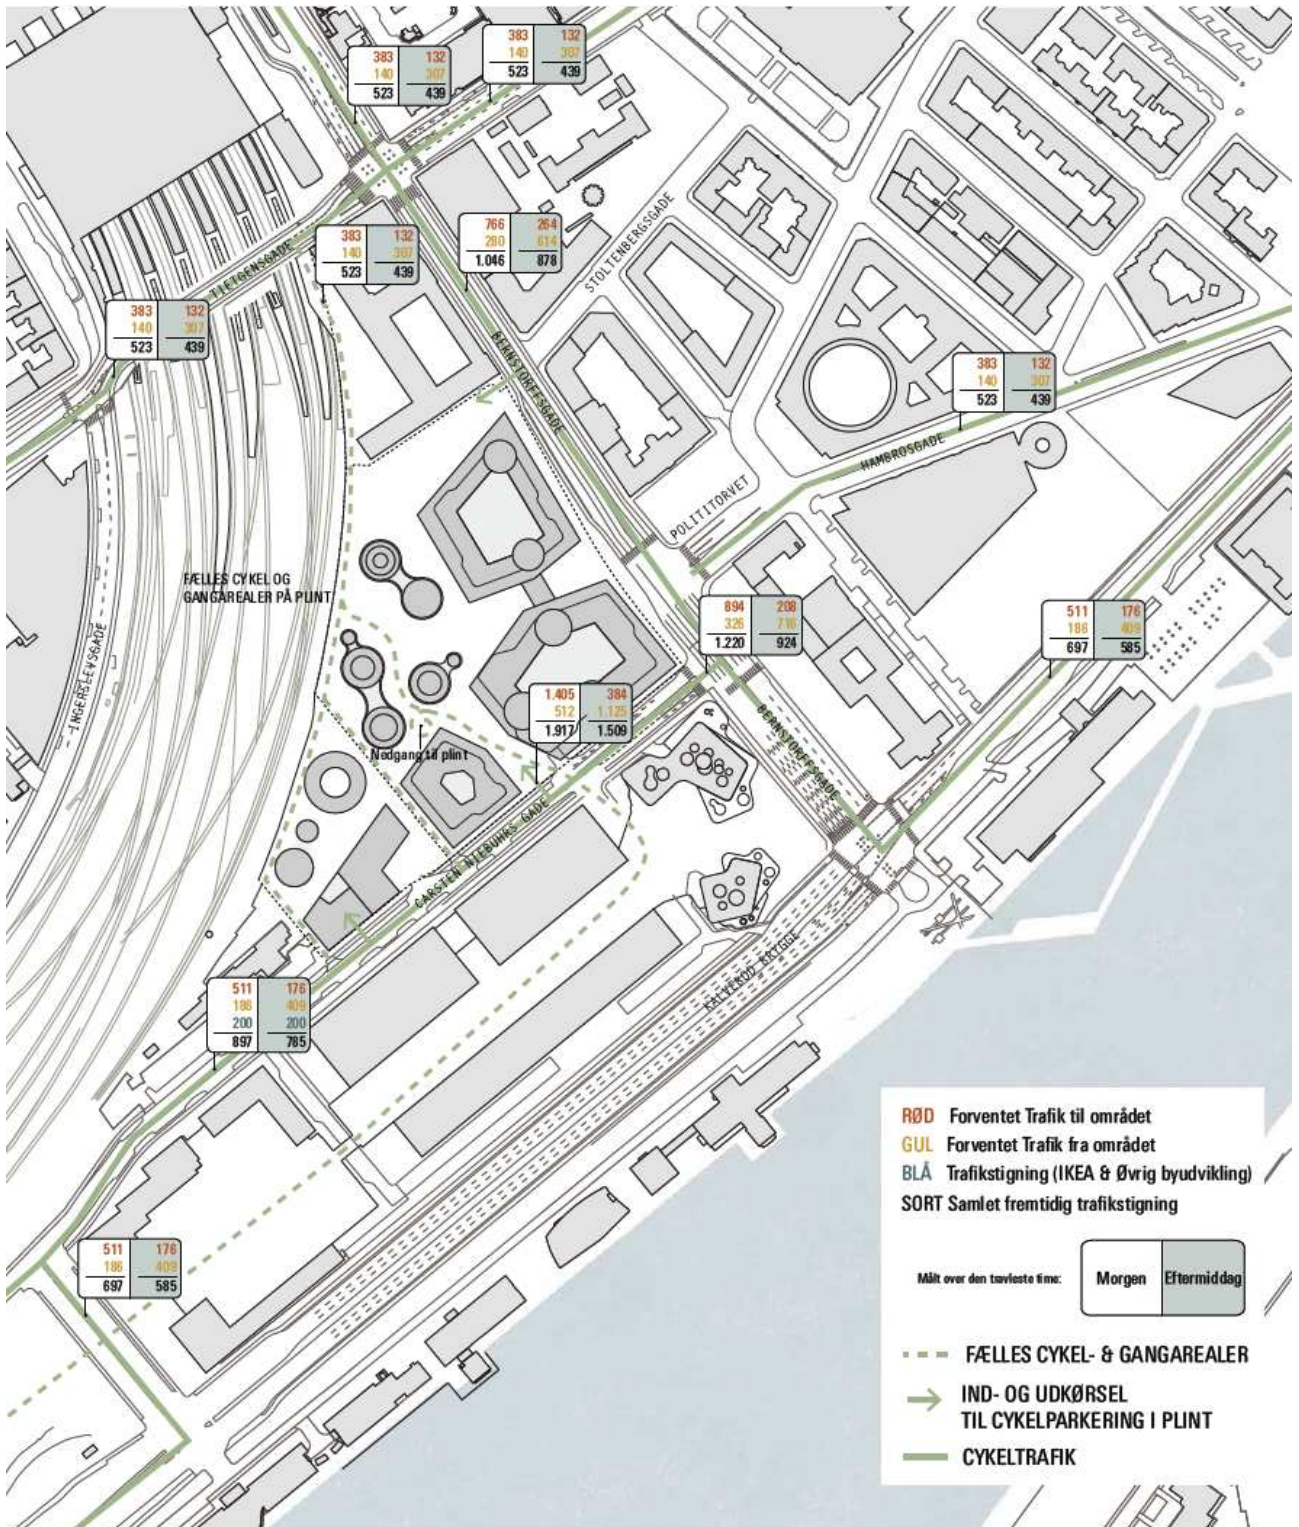 383 132
140 307
523 439
383 132
140 307
523 439
383 132
140 307
523 439
766 264
280 614
1.046 878
STOLTENBERGSGADE
TIETGENSGADE
383 132
140 307
523 439
BERNSTORFFSGADE
383 132
140 307
523 439
HAMBROSGADE
POLITITORVET
FÆLLES CYKEL OG
GANGAREALER PÅ PLINT
INGERSLEVSGADE
894 208
326 716
1.220 924
511 176
186 409
697 585
1.405 384
512 1.125
1.917 1.509
BERNSTORFFSGADE
Nedgang til plint
CARSTEN NIEBUHRS GADE
KALVEBOD BRYGGE
511 176
186 409
200 200
897 785
511 176
186 409
697 585
RØD Forventet Trafik til området
GUL Forventet Trafik fra området
BLÅ Trafikstigning (IKEA & Øvrig byudvikling)
SORT Samlet fremtidig trafikstigning
Målt over den travleste time:
Morgen Eftermiddag
FÆLLES CYKEL- & GANGAREALER
IND- OG UDKØRSEL
TIL CYKELPARKERING I PLINT
CYKELTRAFIK